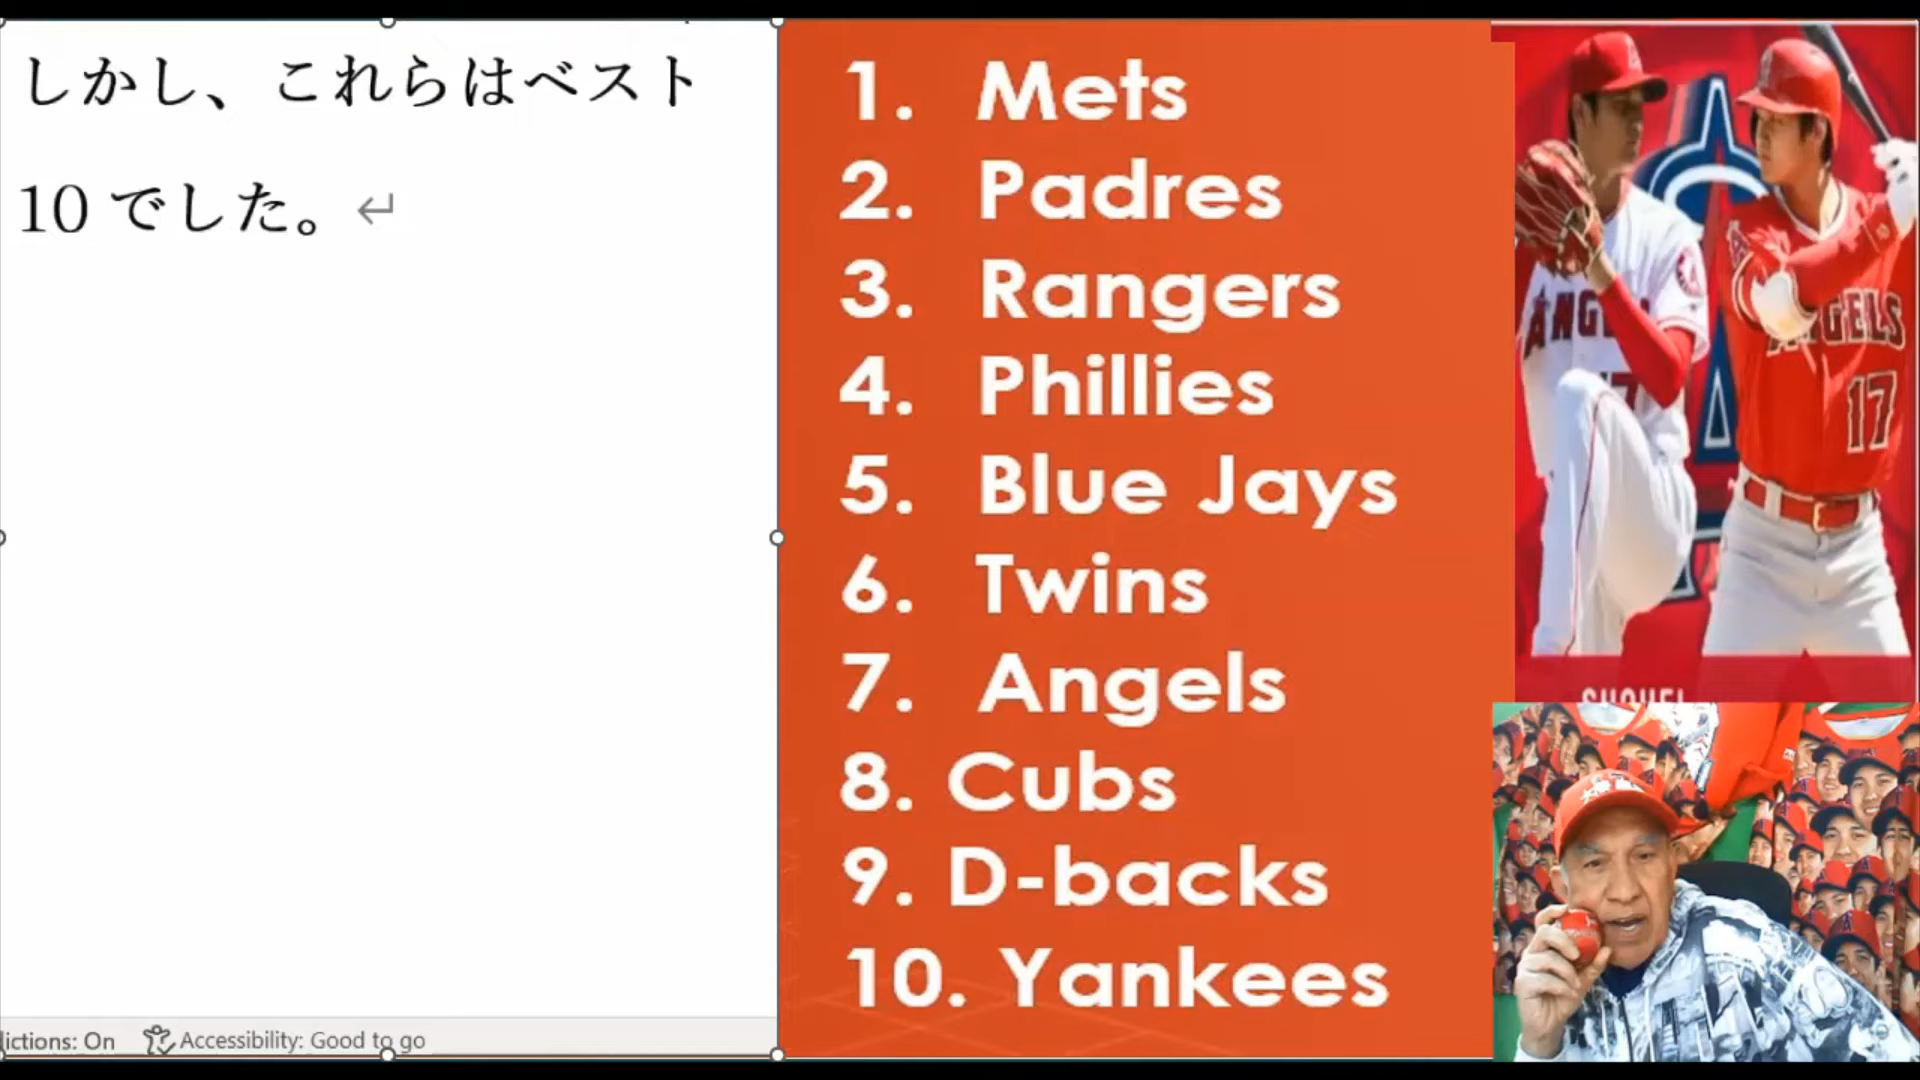 しかし、これらはベスト
10 でした。
1. Mets
2. Padres
3. Rangers
4. Phillies
5. Blue Jays
6. Twins
7. Angels
8. Cubs
9. D-backs
10. Yankees
ANGELS
17
Accessibility: Good to go